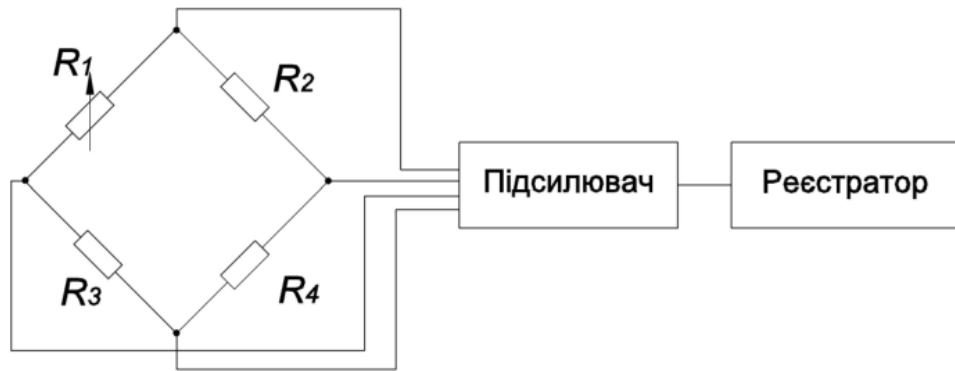 R1
R2
Підсилювач
Реєстратор
R3
R4